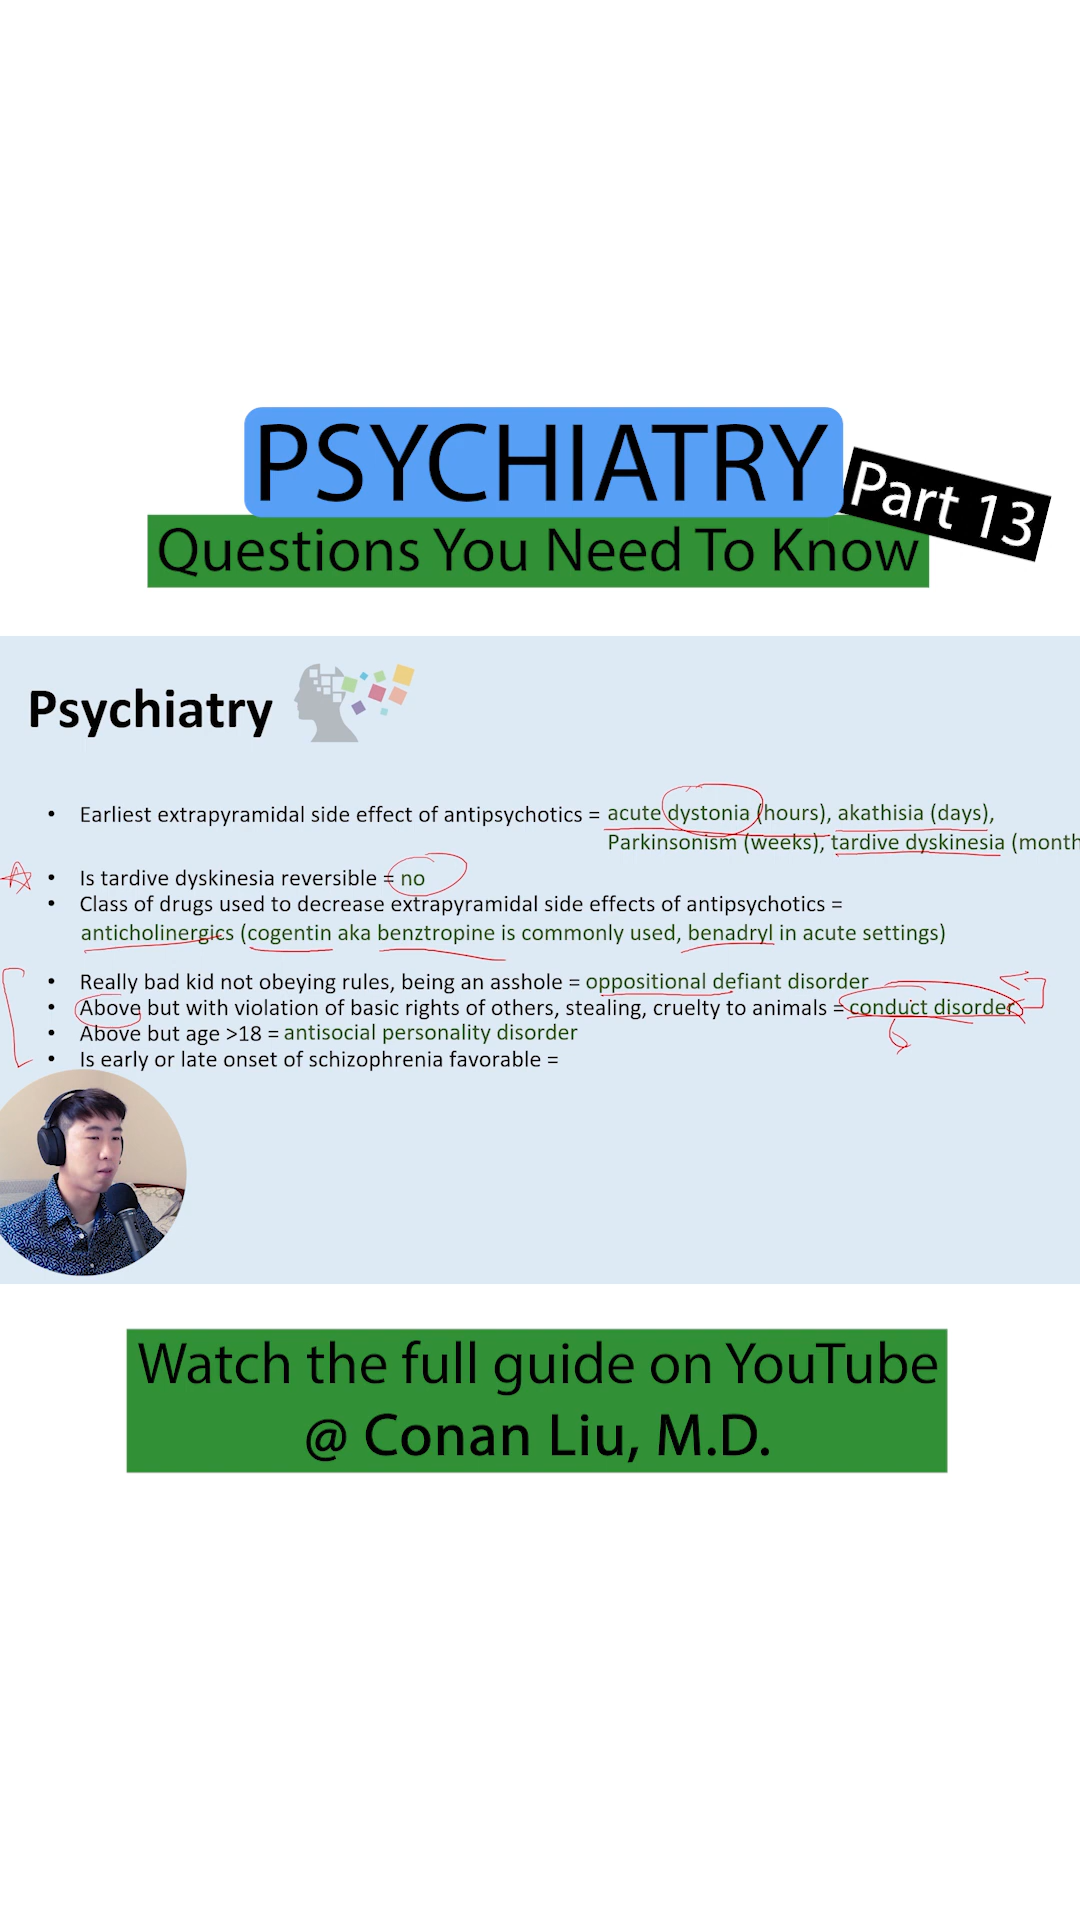 PSYCHIATRY
Part 13
Questions You Need To Know
Psychiatry
• Earliest extrapyramidal side effect of antipsychotics = acute dystonia (hours), akathisia (days),
Parkinsonism (weeks), tardive dyskinesia (month
• Is tardive dyskinesia reversible = no
• Class of drugs used to decrease extrapyramidal side effects of antipsychotics =
anticholinergics (cogentin aka benztropine is commonly used, benadryl in acute settings)
• Really bad kid not obeying rules, being an asshole = oppositional defiant disorder
• Above but with violation of basic rights of others, stealing, cruelty to animals = conduct disorder
• Above but age >18 = antisocial personality disorder
• Is early or late onset of schizophrenia favorable =
Watch the full guide on YouTube
@ Conan Liu, M.D.